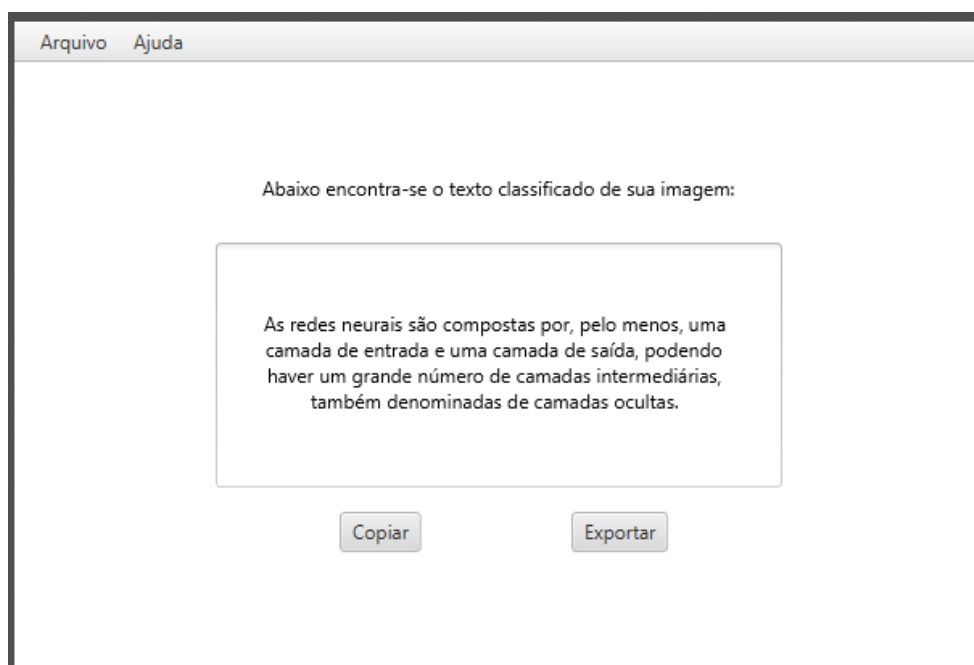 Arquivo Ajuda
Abaixo encontra-se o texto classificado de sua imagem:
As redes neurais são compostas por, pelo menos, uma
camada de entrada e uma camada de saída, podendo
haver um grande número de camadas intermediárias,
também denominadas de camadas ocultas.
Copiar Exportar